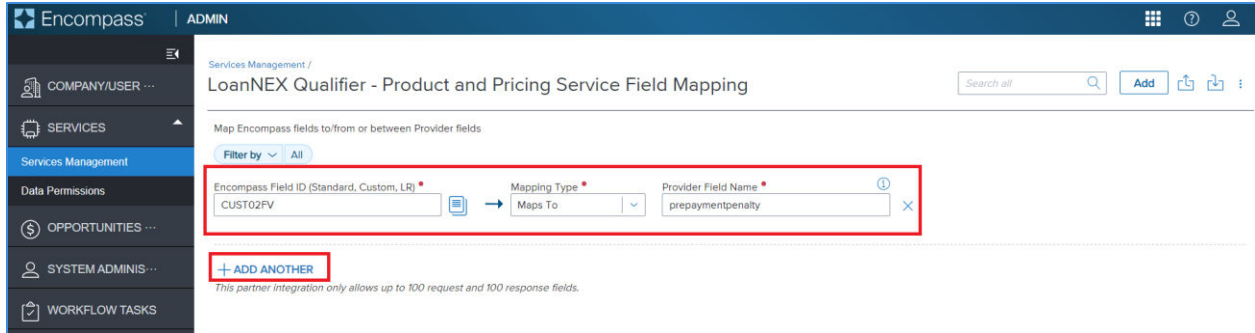 Encompass® | ADMIN
Services Management /
LoanNEX Qualifier - Product and Pricing Service Field Mapping
Search all
Add
COMPANY/USER ...
SERVICES
Services Management
Data Permissions
OPPORTUNITIES ...
SYSTEM ADMINIS...
WORKFLOW TASKS
Map Encompass fields to/from or between Provider fields
Filter by All
Encompass Field ID (Standard, Custom, LR) • Mapping Type • Provider Field Name •
CUST02FV → Maps To prepaymentpenalty
+ ADD ANOTHER
This partner integration only allows up to 100 request and 100 response fields.